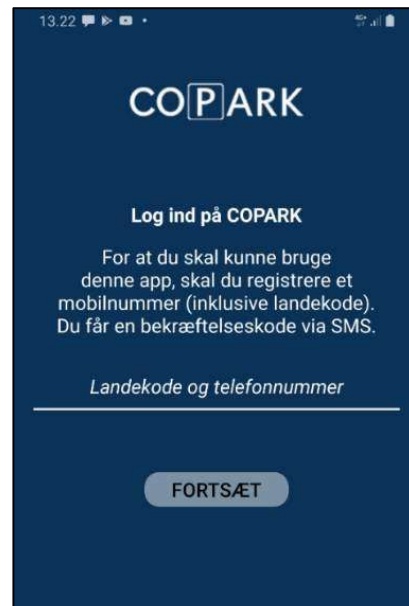 13.22
COPARK
Log ind på COPARK
For at du skal kunne bruge
denne app, skal du registrere et
mobilnummer (inklusive landekode).
Du får en bekræftelseskode via SMS.
Landekode og telefonnummer
FORTSÆT